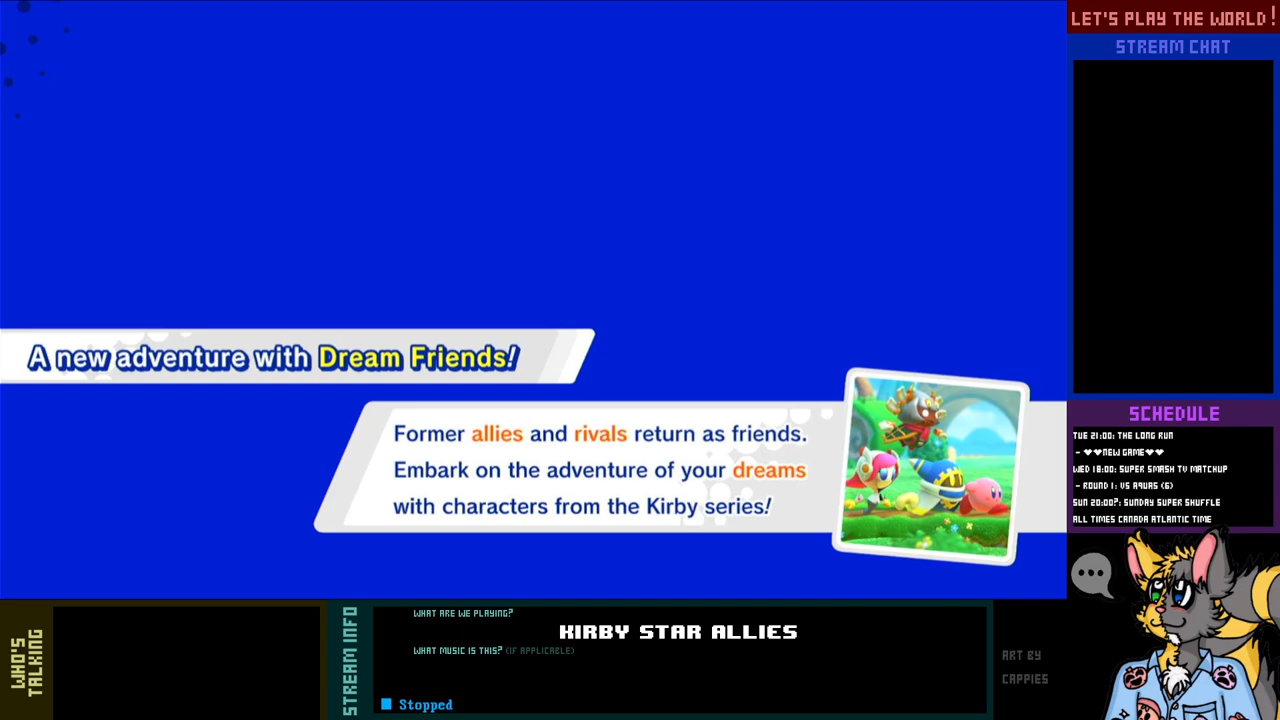 LET'S PLAY THE WORLD!
STREAM CHAT
A new adventure with Dream Friends!
Former allies and rivals return as friends.
Embark on the adventure of your dreams
with characters from the Kirby series!
SCHEDULE
TUE 21:00: THE LONG RUN
- ♥♥NEW GAME♥♥
WED 18:00: SUPER SMASH TV MATCHUP
- ROUND 1: VS AQUAS (6)
SUN 20:00?: SUNDAY SUPER SHUFFLE
ALL TIMES CANADA ATLANTIC TIME
WHO'S
TALKING
STREAM INFO
WHAT ARE WE PLAYING?
KIRBY STAR ALLIES
WHAT MUSIC IS THIS? (IF APPLICABLE)
Stopped
ART BY
CAPPIES